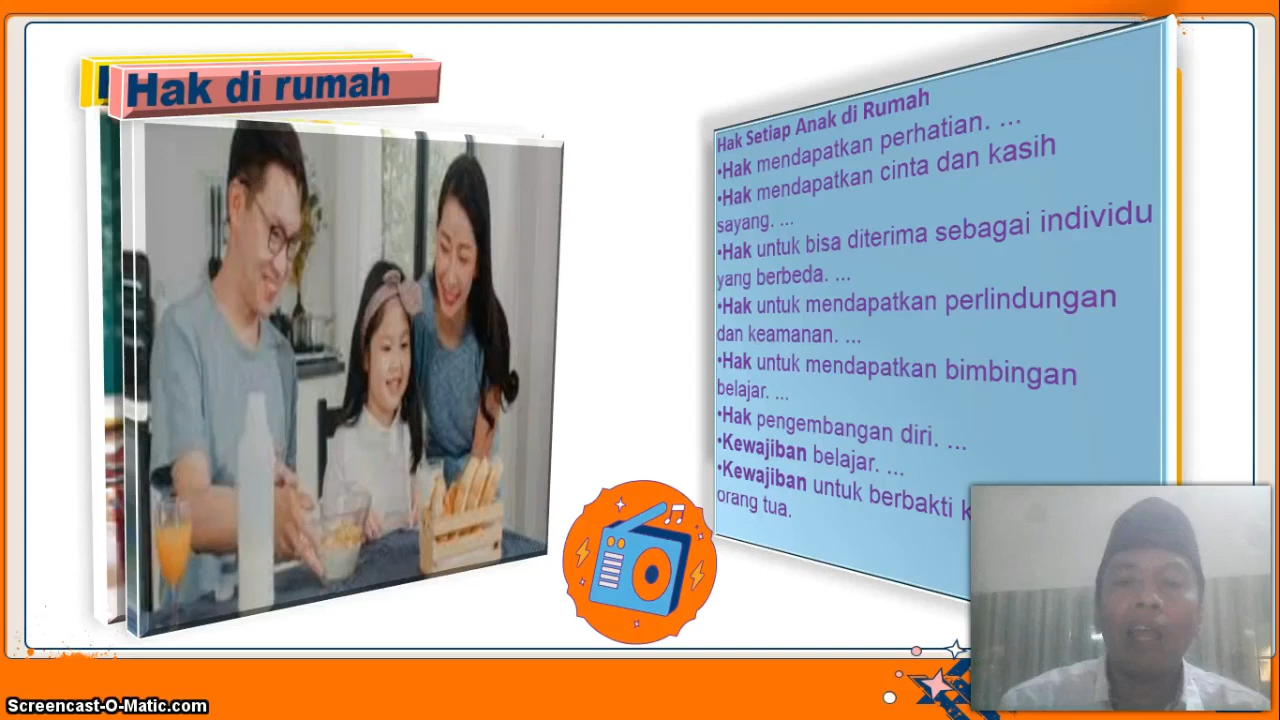 Hak di rumah
Hak Setiap Anak di Rumah
•Hak mendapatkan perhatian. ...
•Hak mendapatkan cinta dan kasih
sayang. ...
•Hak untuk bisa diterima sebagai individu
yang berbeda. ...
•Hak untuk mendapatkan perlindungan
dan keamanan. ...
•Hak untuk mendapatkan bimbingan
belajar. ...
•Hak pengembangan diri. ...
•Kewajiban belajar. ...
•Kewajiban untuk berbakti
orang tua.
Screencast-O-Matic.com